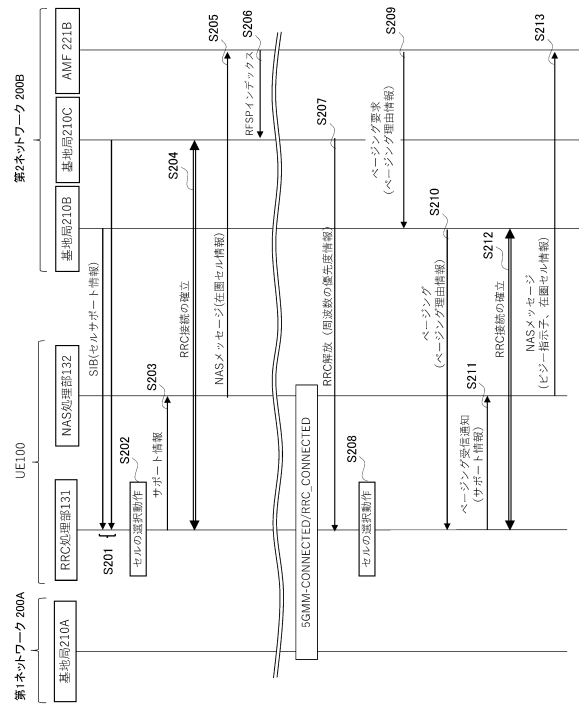 第1ネットワーク 200A
UE100
第2ネットワーク 200B
基地局210A
RRC処理部131
NAS処理部132
基地局210B
基地局210C
AMF 221B
S201
SIB(セルサポート情報)
セルの選択動作
S202
サポート情報
S203
RRC接続の確立
S204
NASメッセージ(在圏セル情報)
S205
RFSPインデックス
S206
5GMM-CONNECTED/RRC_CONNECTED
RRC解放（周波数の優先度情報）
S207
セルの選択動作
S208
ページング要求
(ページング理由情報)
S209
ページング
(ページング理由情報)
S210
ページング受信通知
(サポート情報)
S211
RRC接続の確立
S212
NASメッセージ
(ビジー指示子、在圏セル情報)
S213